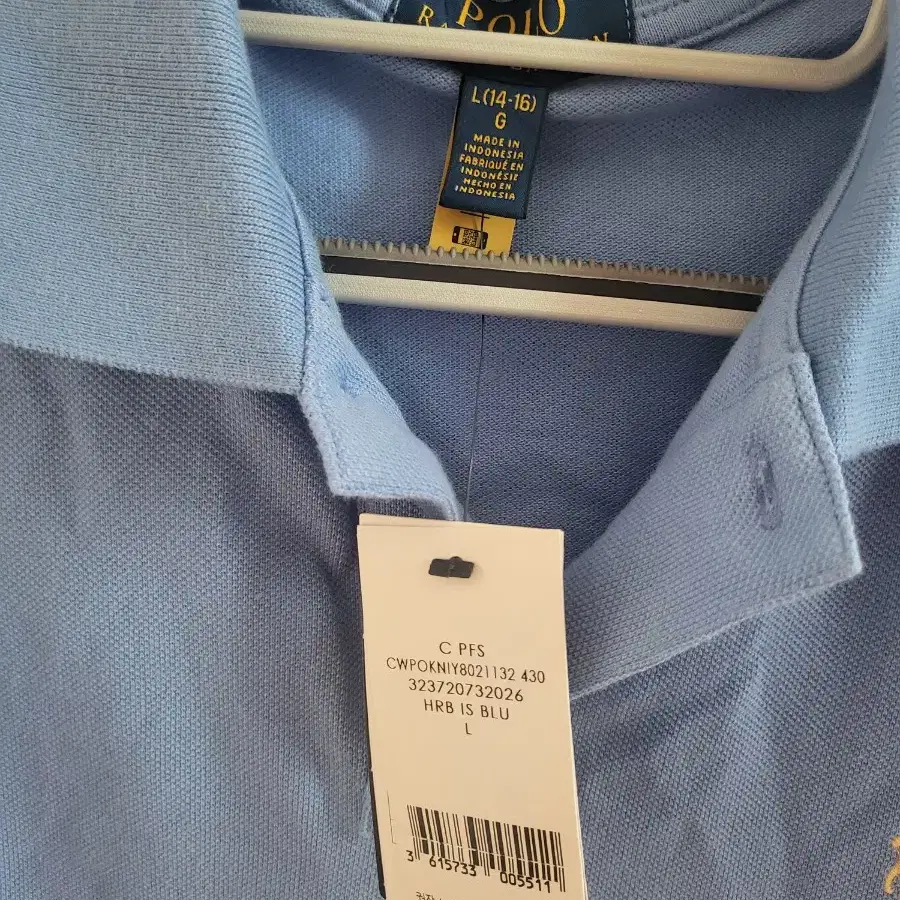 POLO
L(14-16)
G
MADE IN
INDONESIA
FABRIQUÉ EN
INDONÉSIE
HECHO EN
INDONESIA
C PFS
CWPOKNIY8021132 430
323720732026
HRB IS BLU
L
3 615733 005511